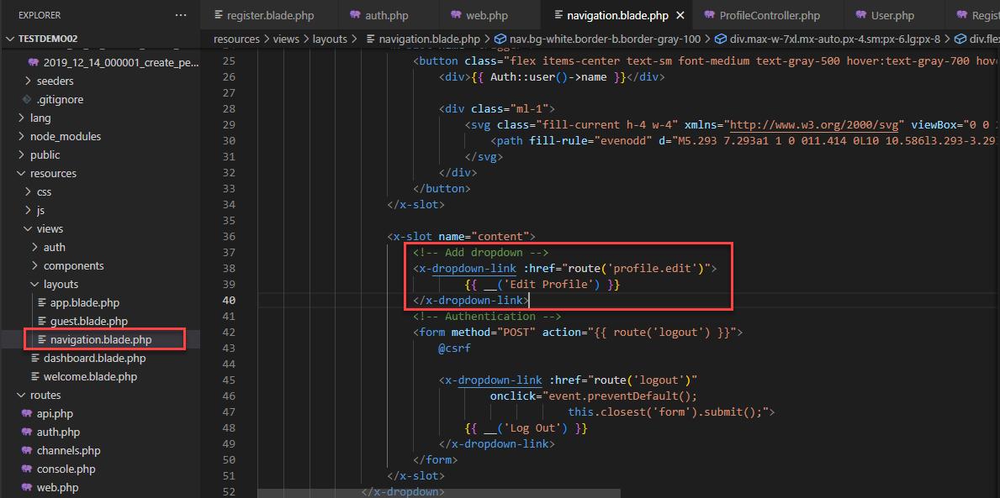 EXPLORER
···
register.blade.php
auth.php
web.php
navigation.blade.php
ProfileController.php
User.php
Regist
TESTDEMO02
resources > views > layouts > navigation.blade.php > nav.bg-white.border-b.border-gray-100 > div.max-w-7xl.mx-auto.px-4.sm:px-6.lg:px-8 > div.flex
2019_12_14_000001_create_pe...
seeders
.gitignore
lang
node_modules
public
resources
css
js
views
auth
components
layouts
app.blade.php
guest.blade.php
navigation.blade.php
dashboard.blade.php
welcome.blade.php
routes
api.php
auth.php
channels.php
console.php
web.php
25 <button class="flex items-center text-sm font-medium text-gray-500 hover:text-gray-700 hov
26 <div>{{ Auth::user()->name }}</div>
27
28 <div class="ml-1">
29 <svg class="fill-current h-4 w-4" xmlns="http://www.w3.org/2000/svg" viewBox="0 0
30 <path fill-rule="evenodd" d="M5.293 7.293a1 1 0 011.414 0L10 10.586l3.293-3.29
31 </svg>
32 </div>
33 </button>
34 </x-slot>
35
36 <x-slot name="content">
37 <!-- Add dropdown -->
38 <x-dropdown-link :href="route('profile.edit')">
39 {{ __('Edit Profile') }}
40 </x-dropdown-link>
41 <!-- Authentication -->
42 <form method="POST" action="{{ route('logout') }}">
43 @csrf
44
45 <x-dropdown-link :href="route('logout')"
46 onclick="event.preventDefault();
47 this.closest('form').submit();">
48 {{ __('Log Out') }}
49 </x-dropdown-link>
50 </form>
51 </x-slot>
52 </x-dropdown>